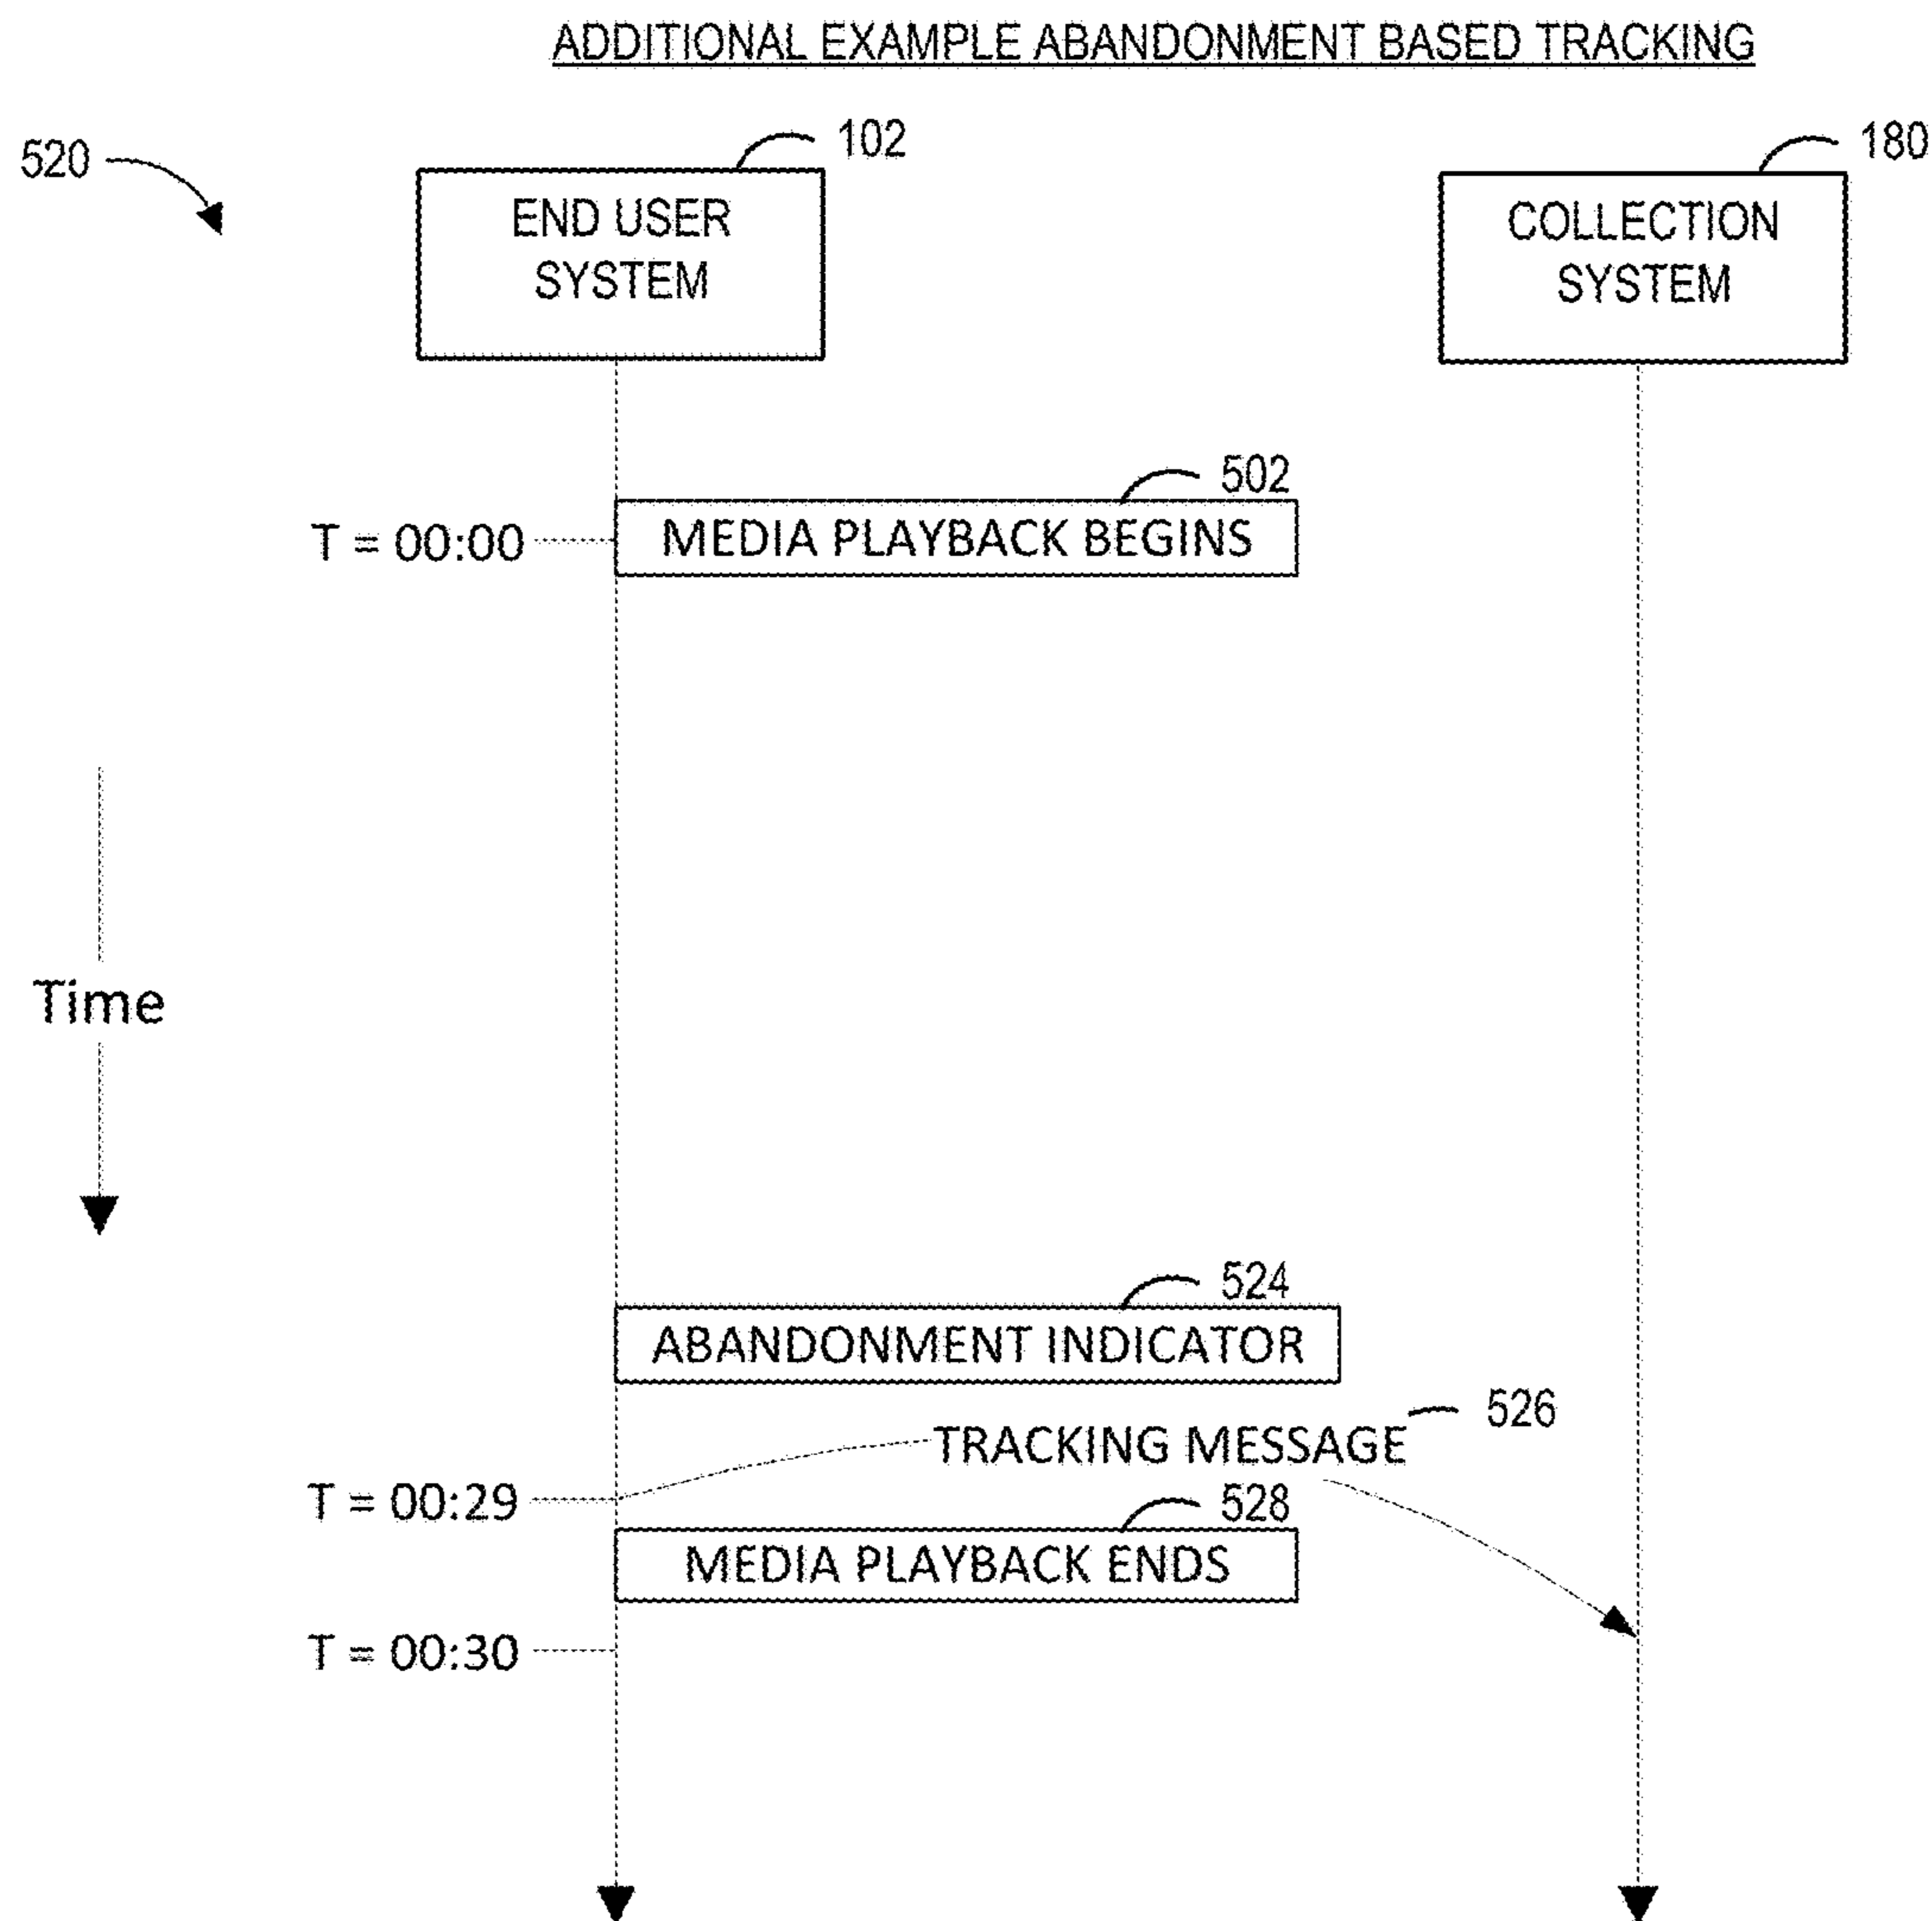 ADDITIONAL EXAMPLE ABANDONMENT BASED TRACKING
520
102
180
END USER
SYSTEM
COLLECTION
SYSTEM
502
T = 00:00
MEDIA PLAYBACK BEGINS
Time
524
ABANDONMENT INDICATOR
526
TRACKING MESSAGE
T = 00:29
528
MEDIA PLAYBACK ENDS
T = 00:30